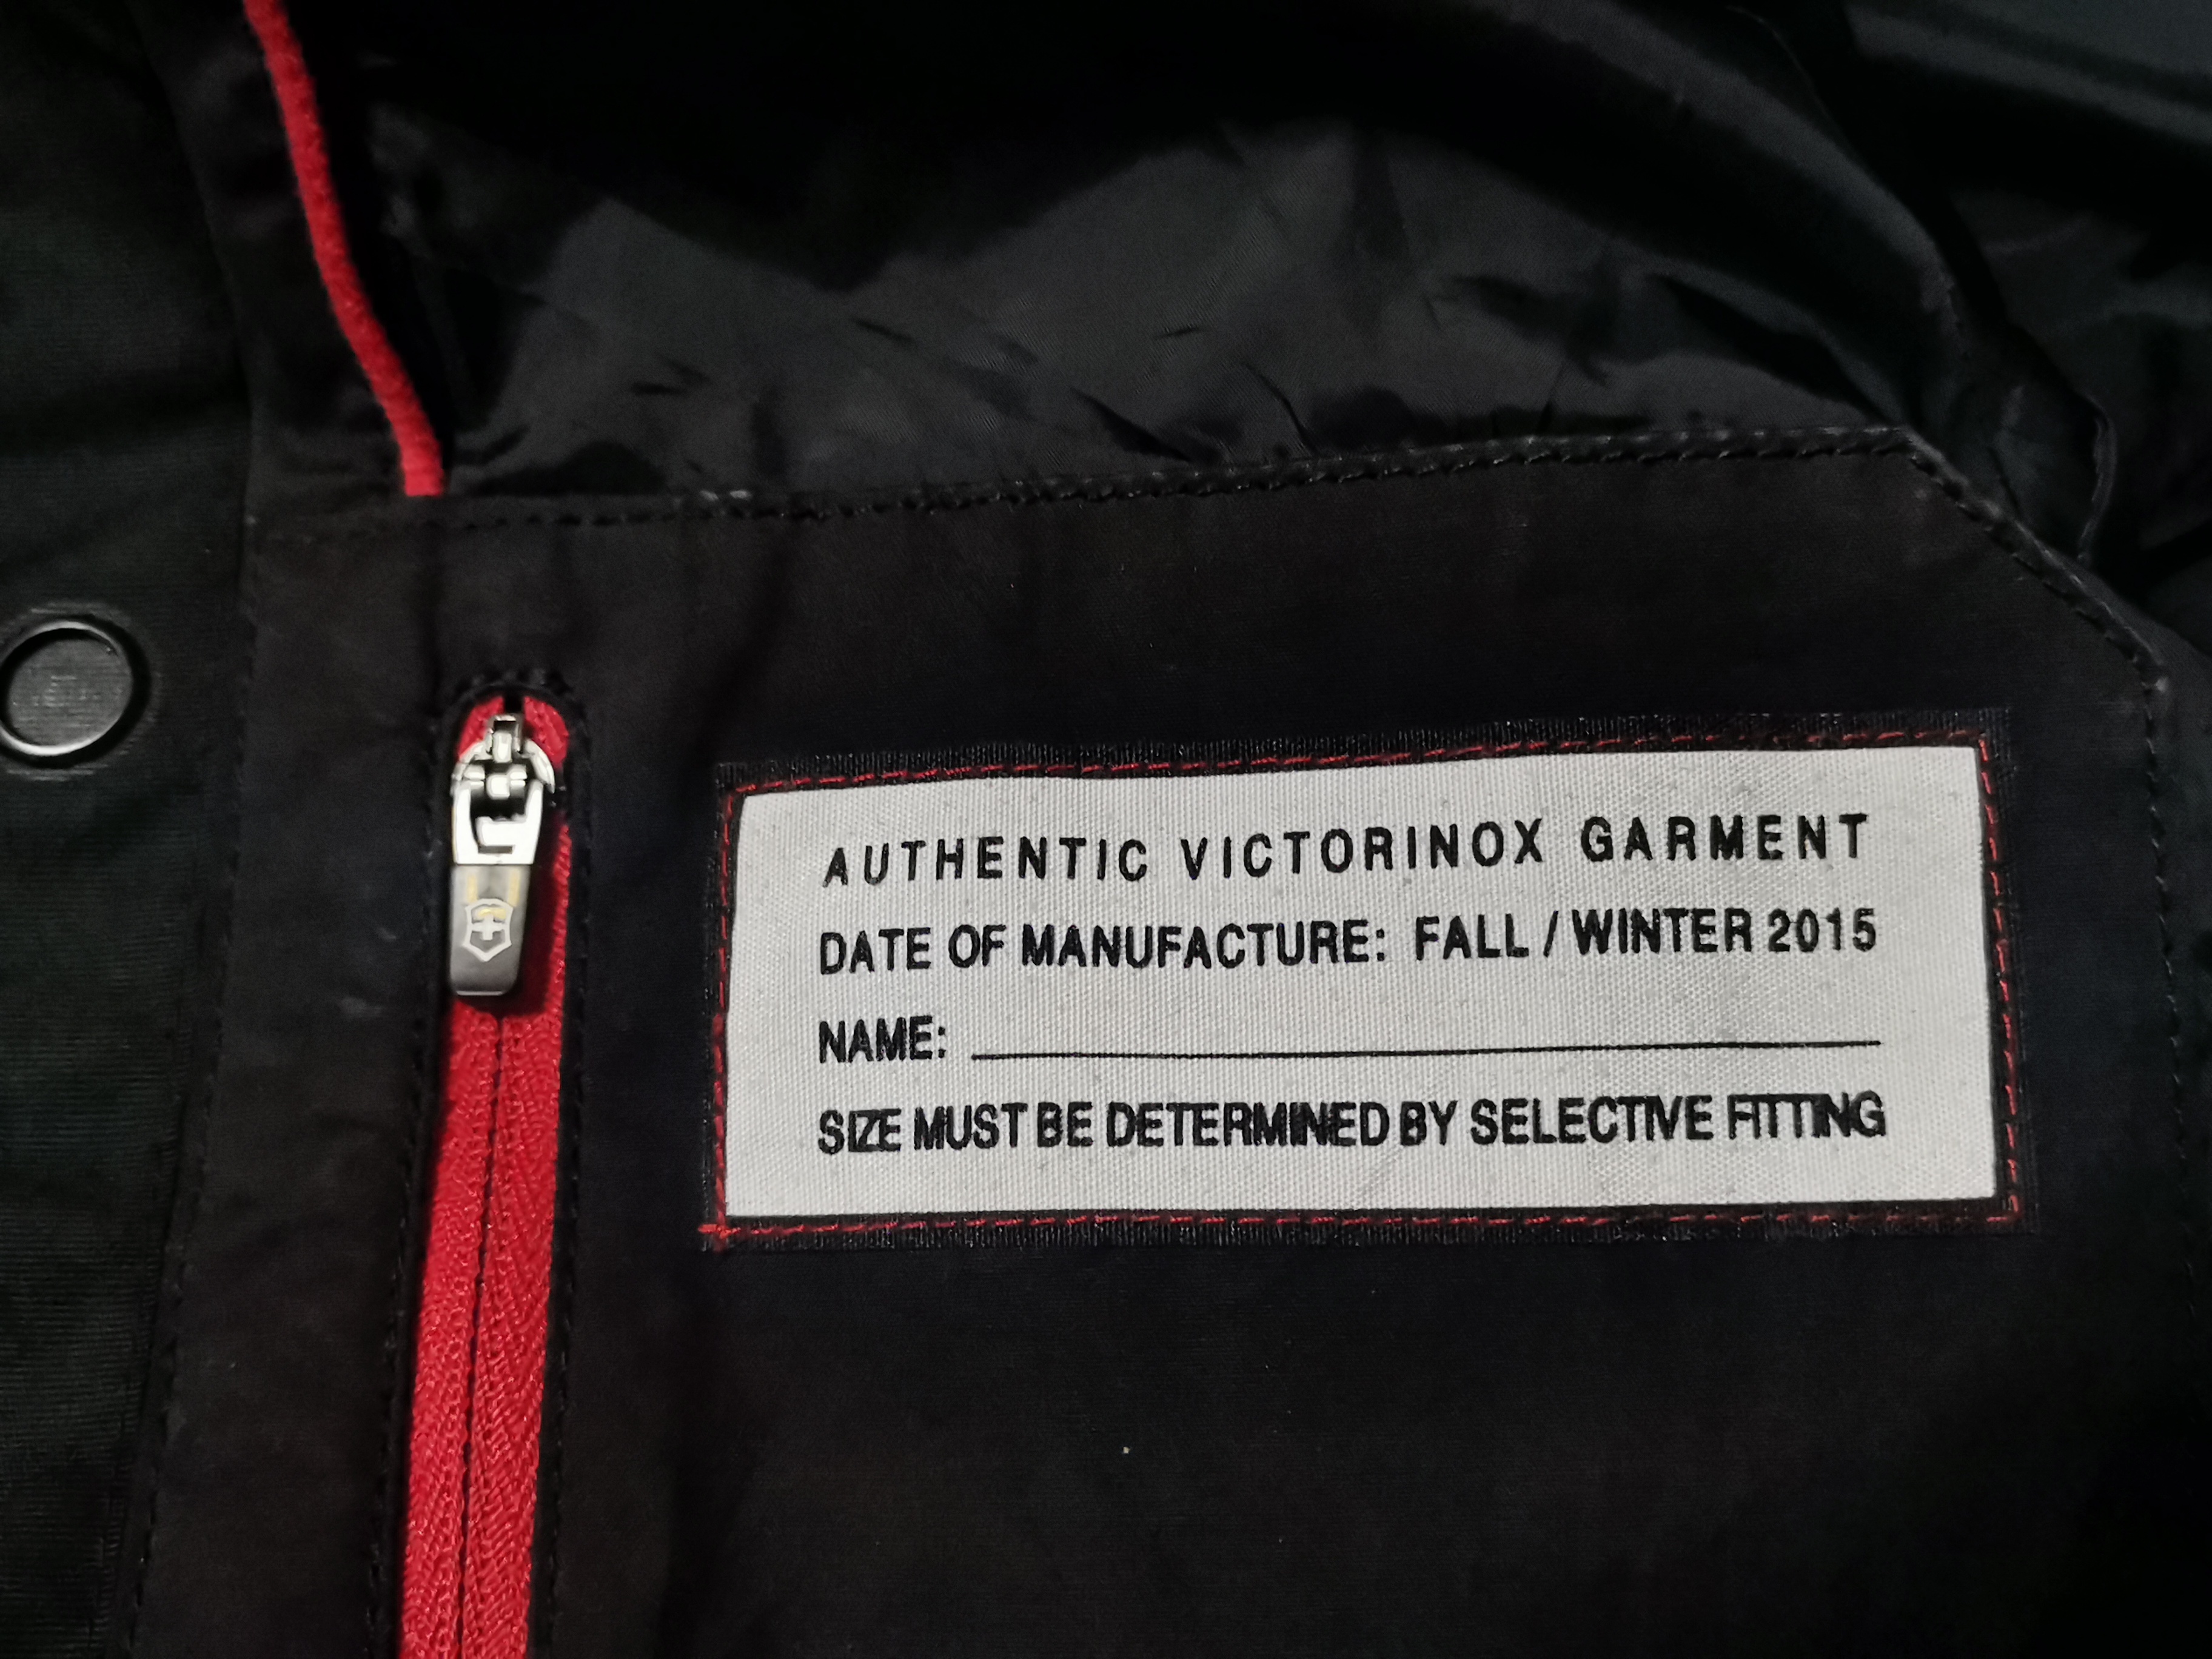 AUTHENTIC VICTORINOX GARMENT
DATE OF MANUFACTURE: FALL / WINTER 2015
NAME:
SIZE MUST BE DETERMINED BY SELECTIVE FITTING